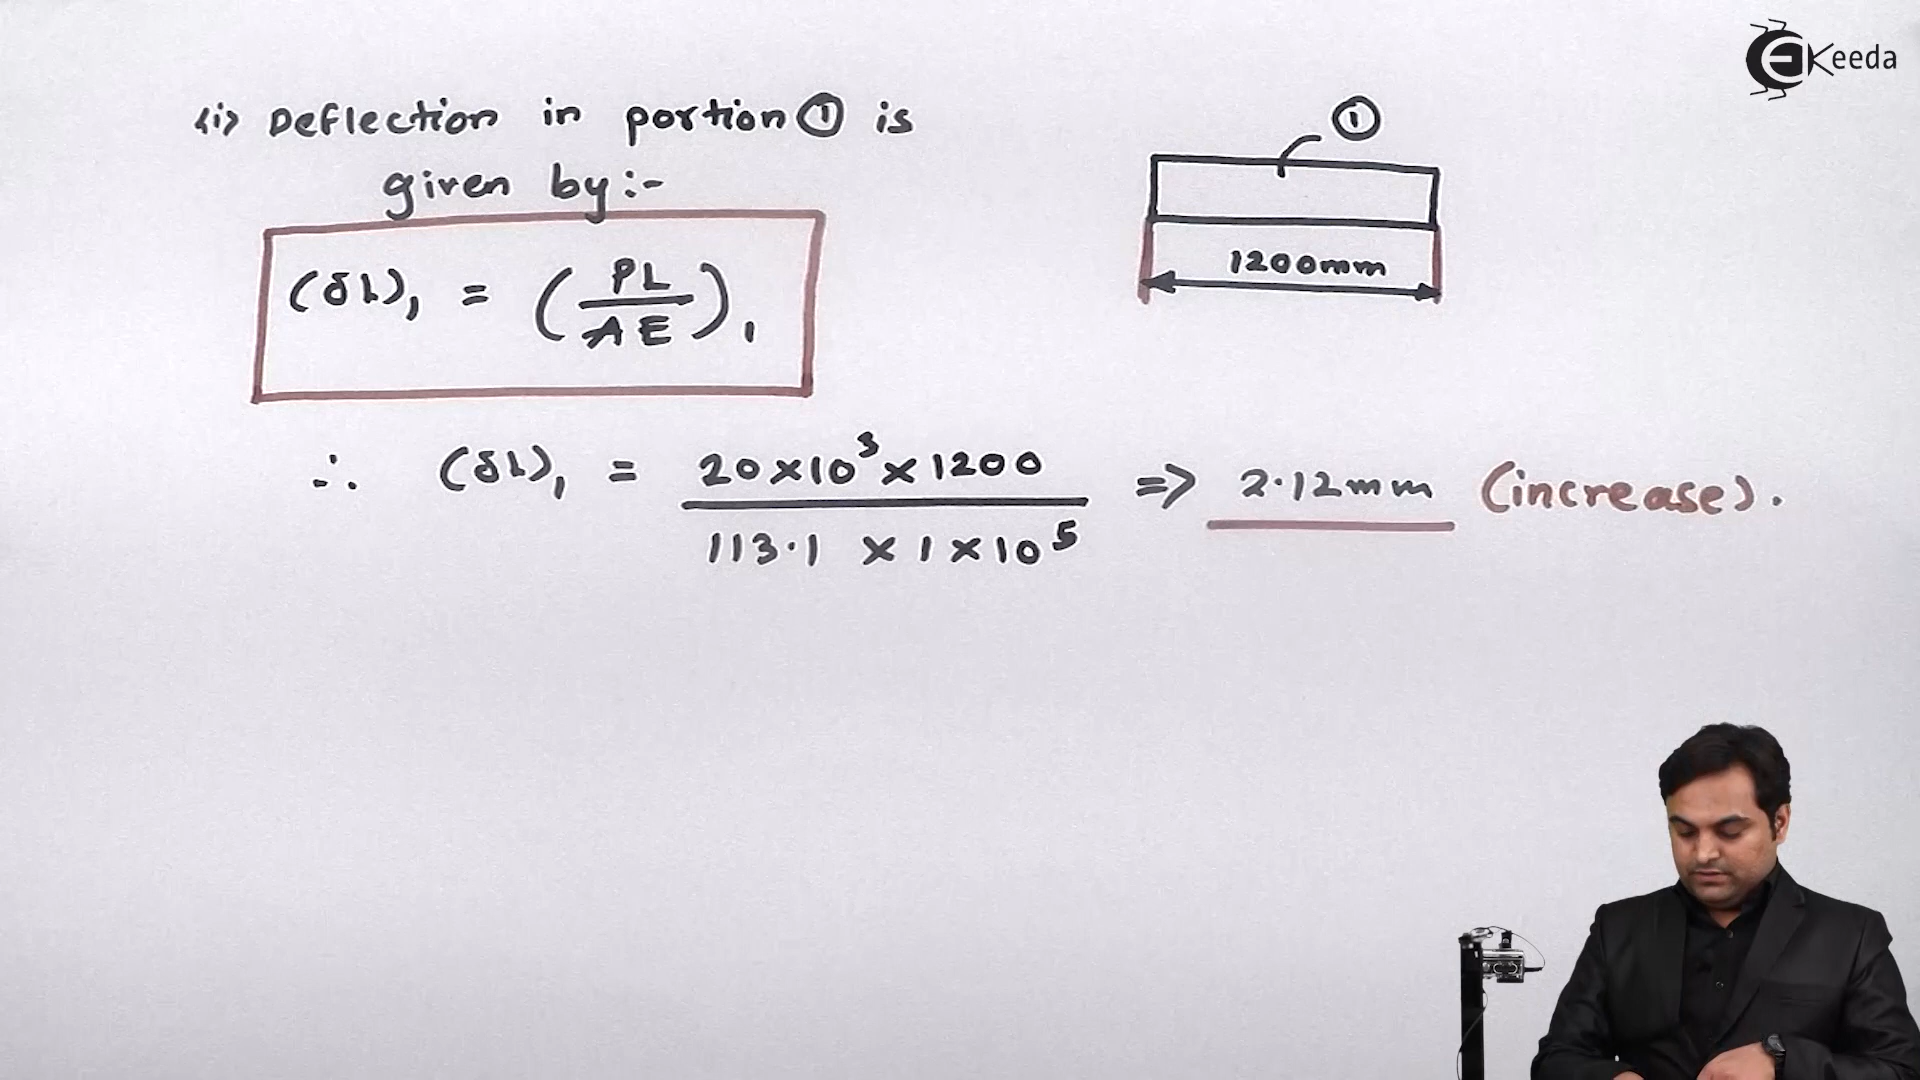 Keeda
(i) Deflection in portion ① is
given by:-
(δL)₁ = (PL/AE)₁
①
1200mm
∴ (δL)₁ = 20×10³×1200 / 113.1 × 1×10⁵ => 2.12mm (increase).